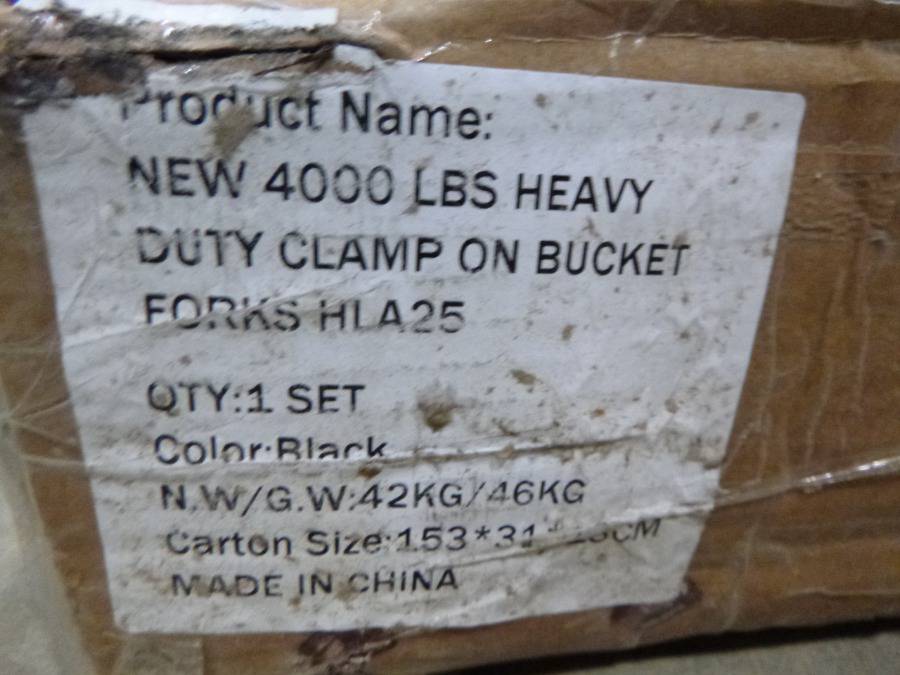 Product Name:
NEW 4000 LBS HEAVY
DUTY CLAMP ON BUCKET
FORKS HLA25
QTY:1 SET
Color:Black
N.W/G.W:42KG/46KG
Carton Size:153*31*
MADE IN CHINA